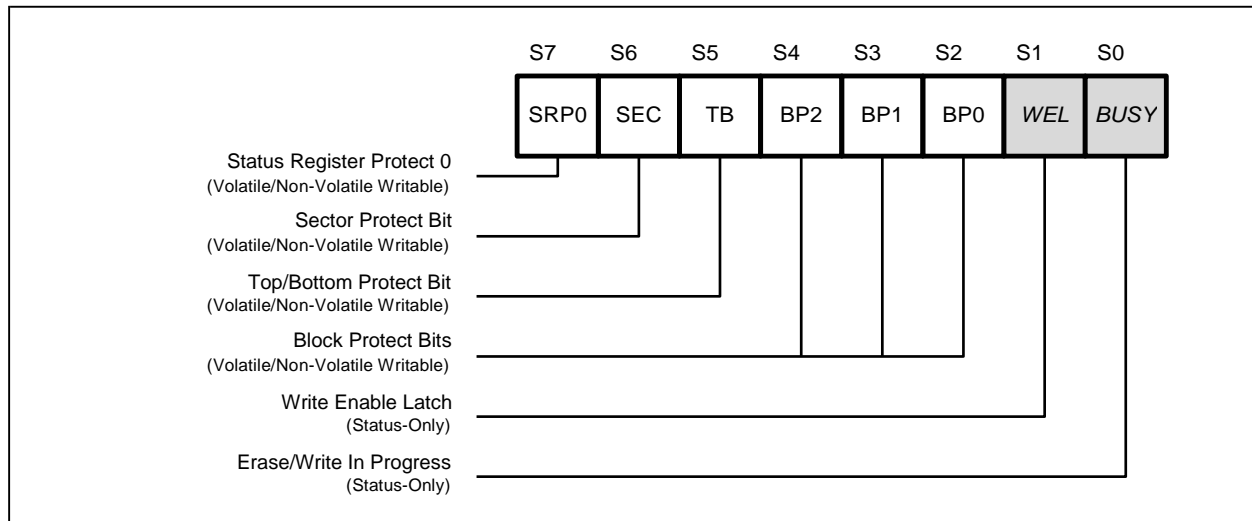 S7 S6 S5 S4 S3 S2 S1 S0
SRP0 SEC TB BP2 BP1 BP0 WEL BUSY
Status Register Protect 0
(Volatile/Non-Volatile Writable)
Sector Protect Bit
(Volatile/Non-Volatile Writable)
Top/Bottom Protect Bit
(Volatile/Non-Volatile Writable)
Block Protect Bits
(Volatile/Non-Volatile Writable)
Write Enable Latch
(Status-Only)
Erase/Write In Progress
(Status-Only)